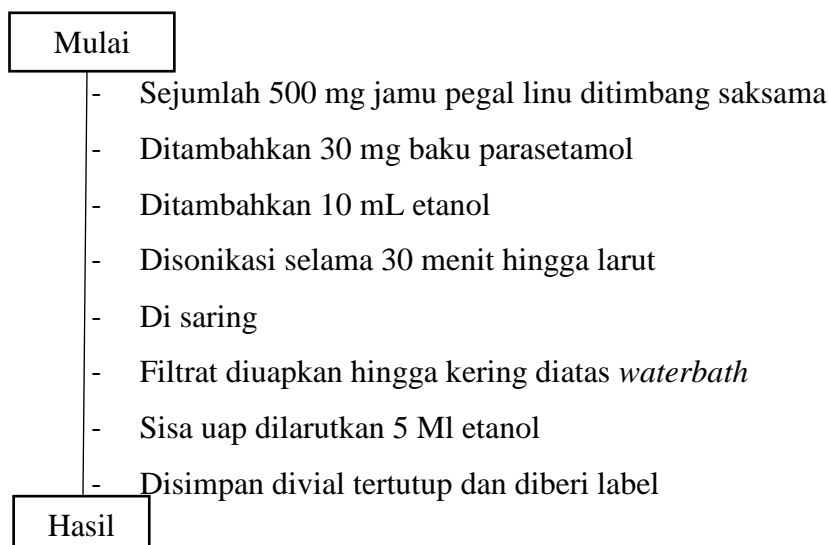 Mulai
- Sejumlah 500 mg jamu pegal linu ditimbang saksama
- Ditambahkan 30 mg baku parasetamol
- Ditambahkan 10 mL etanol
- Disonikasi selama 30 menit hingga larut
- Di saring
- Filtrat diuapkan hingga kering diatas waterbath
- Sisa uap dilarutkan 5 Ml etanol
- Disimpan divial tertutup dan diberi label
Hasil